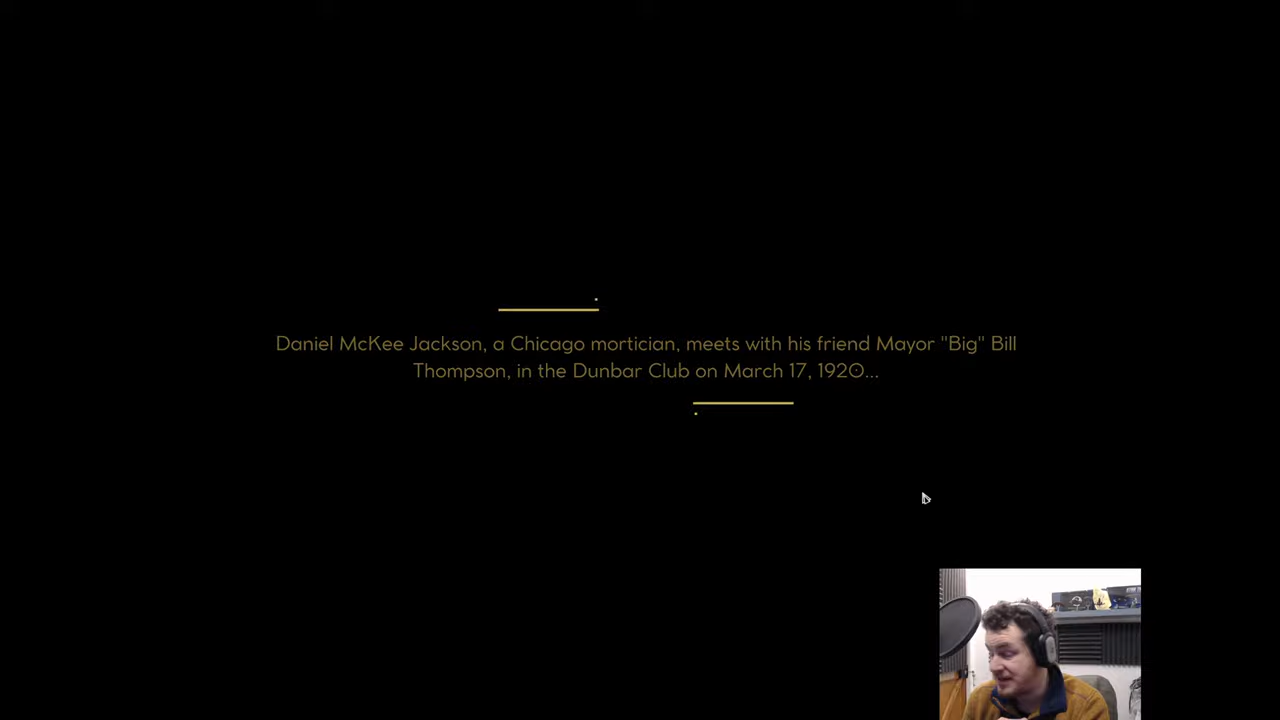 Daniel McKee Jackson, a Chicago mortician, meets with his friend Mayor "Big" Bill
Thompson, in the Dunbar Club on March 17, 1920...